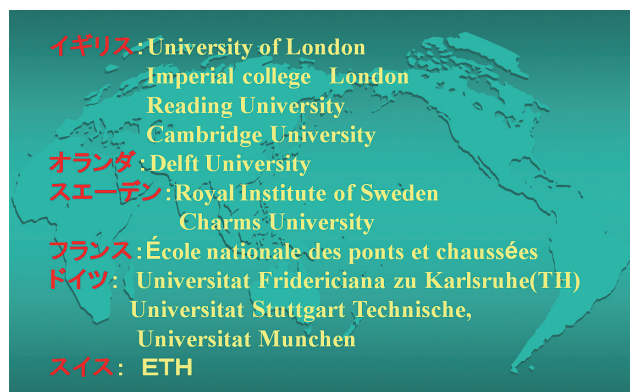 イギリス：University of London
Imperial college London
Reading University
Cambridge University
オランダ：Delft University
スエーデン：Royal Institute of Sweden
Charms University
フランス：École nationale des ponts et chaussées
ドイツ： Universitat Fridericiana zu Karlsruhe(TH)
Universitat Stuttgart Technische,
Universitat Munchen
スイス： ETH